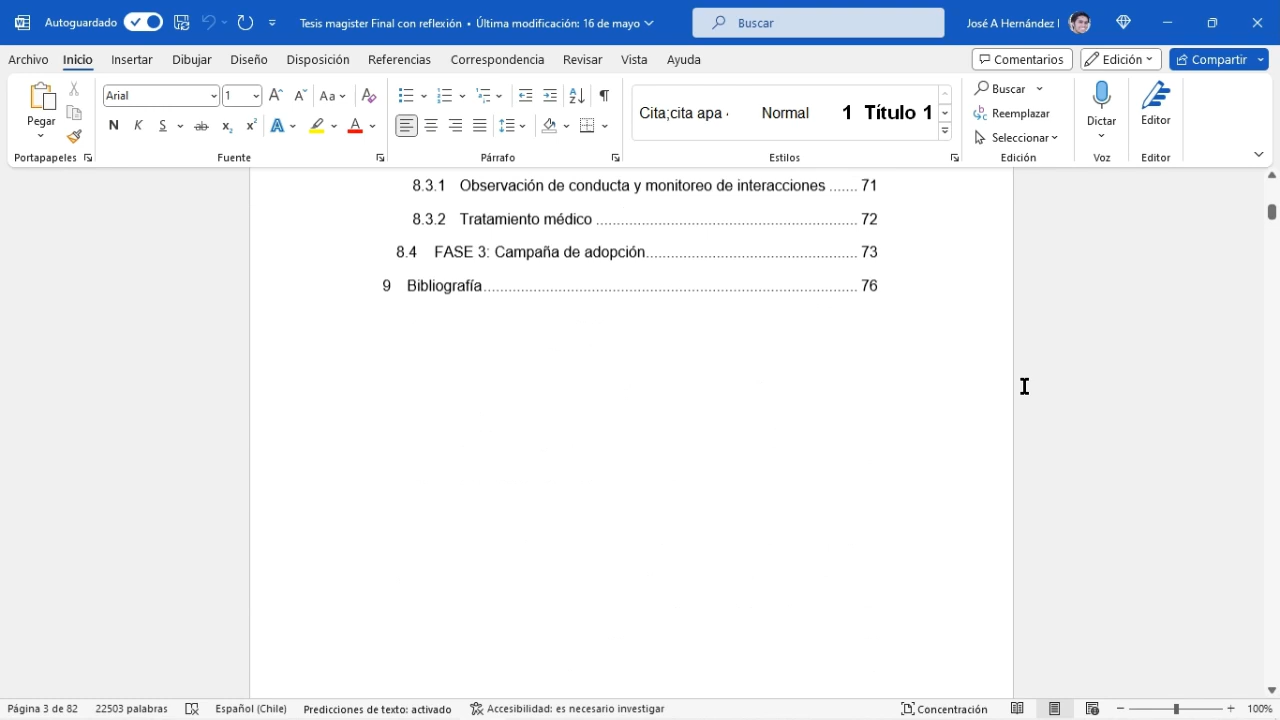 Autoguardado Tesis magister Final con reflexión • Última modificación: 16 de mayo Buscar José A Hernández
Archivo Inicio Insertar Dibujar Diseño Disposición Referencias Correspondencia Revisar Vista Ayuda Comentarios Edición Compartir
Pegar
Portapapeles
Arial 1 Aa
N K S ab x₂ x² A A
Fuente
Párrafo
Cita;cita apa Normal 1 Título 1
Estilos
Buscar
Reemplazar
Seleccionar
Edición
Dictar
Voz
Editor
Editor
8.3.1 Observación de conducta y monitoreo de interacciones ....... 71
8.3.2 Tratamiento médico ............................................................... 72
8.4 FASE 3: Campaña de adopción................................................... 73
9 Bibliografía.......................................................................................... 76
Página 3 de 82 22503 palabras Español (Chile) Predicciones de texto: activado Accesibilidad: es necesario investigar Concentración 100%